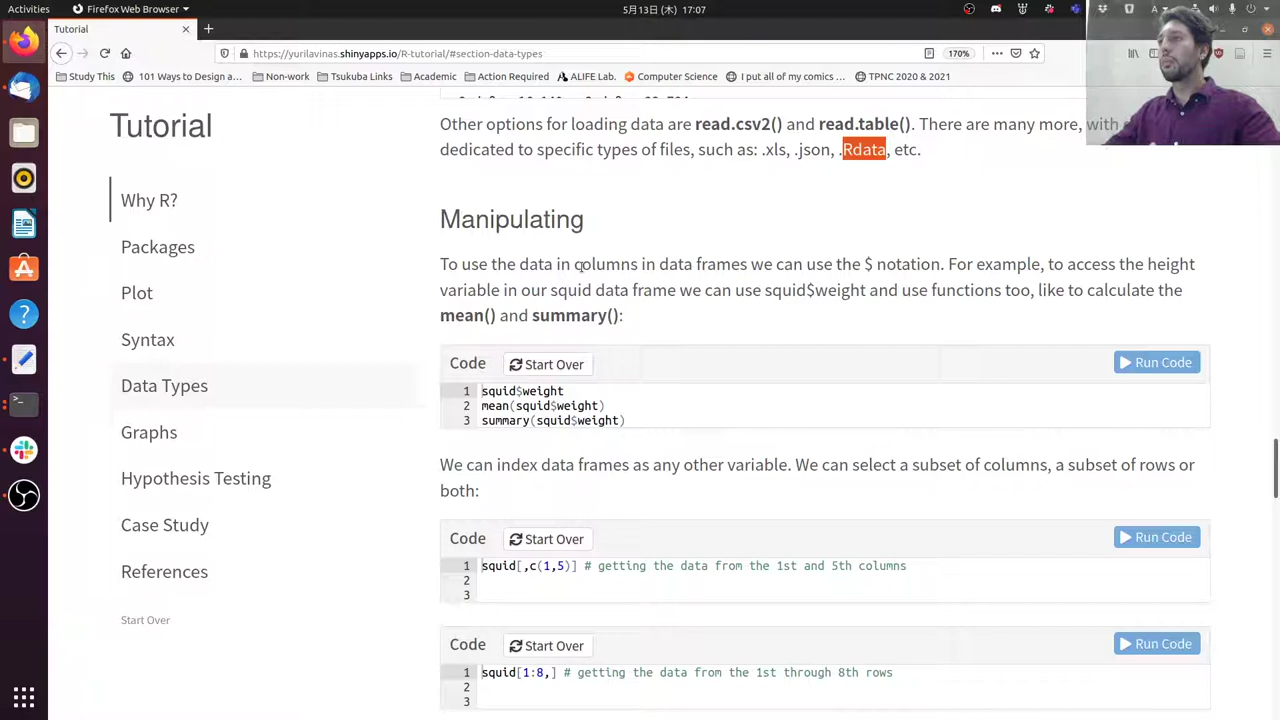 Activities
Firefox Web Browser
5月13日 (木) 17:07
Tutorial
https://yurilavinas.shinyapps.io/R-tutorial/#section-data-types
170%
Study This
101 Ways to Design a…
Non-work
Tsukuba Links
Academic
Action Required
ALIFE Lab.
Computer Science
I put all of my comics …
TPNC 2020 & 2021
Tutorial
Why R?
Packages
Plot
Syntax
Data Types
Graphs
Hypothesis Testing
Case Study
References
Start Over
Other options for loading data are read.csv2() and read.table(). There are many more, with
dedicated to specific types of files, such as: .xls, .json, .Rdata, etc.
Manipulating
To use the data in columns in data frames we can use the $ notation. For example, to access the height
variable in our squid data frame we can use squid$weight and use functions too, like to calculate the
mean() and summary():
Code Start Over Run Code
1 squid$weight
2 mean(squid$weight)
3 summary(squid$weight)
We can index data frames as any other variable. We can select a subset of columns, a subset of rows or
both:
Code Start Over Run Code
1 squid[,c(1,5)] # getting the data from the 1st and 5th columns
2
3
Code Start Over Run Code
1 squid[1:8,] # getting the data from the 1st through 8th rows
2
3